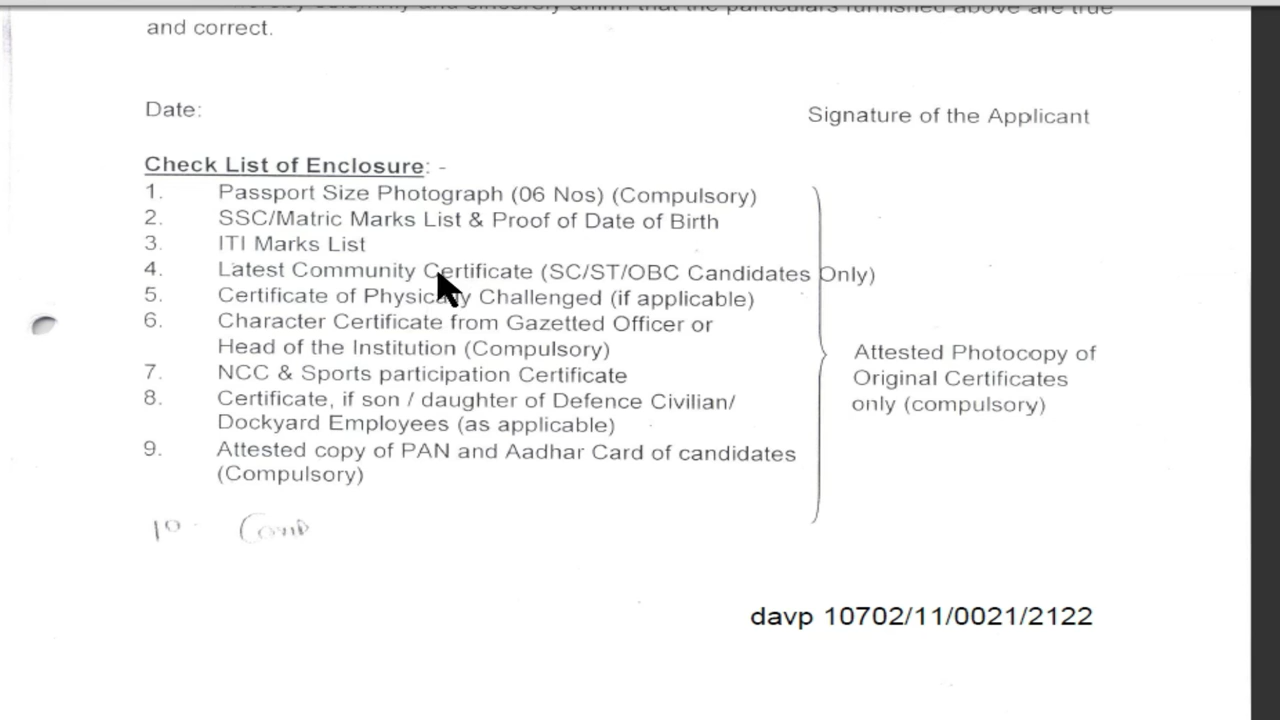 and correct.
Date:
Signature of the Applicant
Check List of Enclosure: -
1. Passport Size Photograph (06 Nos) (Compulsory)
2. SSC/Matric Marks List & Proof of Date of Birth
3. ITI Marks List
4. Latest Community Certificate (SC/ST/OBC Candidates Only)
5. Certificate of Physically Challenged (if applicable)
6. Character Certificate from Gazetted Officer or
Head of the Institution (Compulsory)
7. NCC & Sports participation Certificate
8. Certificate, if son / daughter of Defence Civilian/
Dockyard Employees (as applicable)
9. Attested copy of PAN and Aadhar Card of candidates
(Compulsory)
Attested Photocopy of
Original Certificates
only (compulsory)
10
davp 10702/11/0021/2122